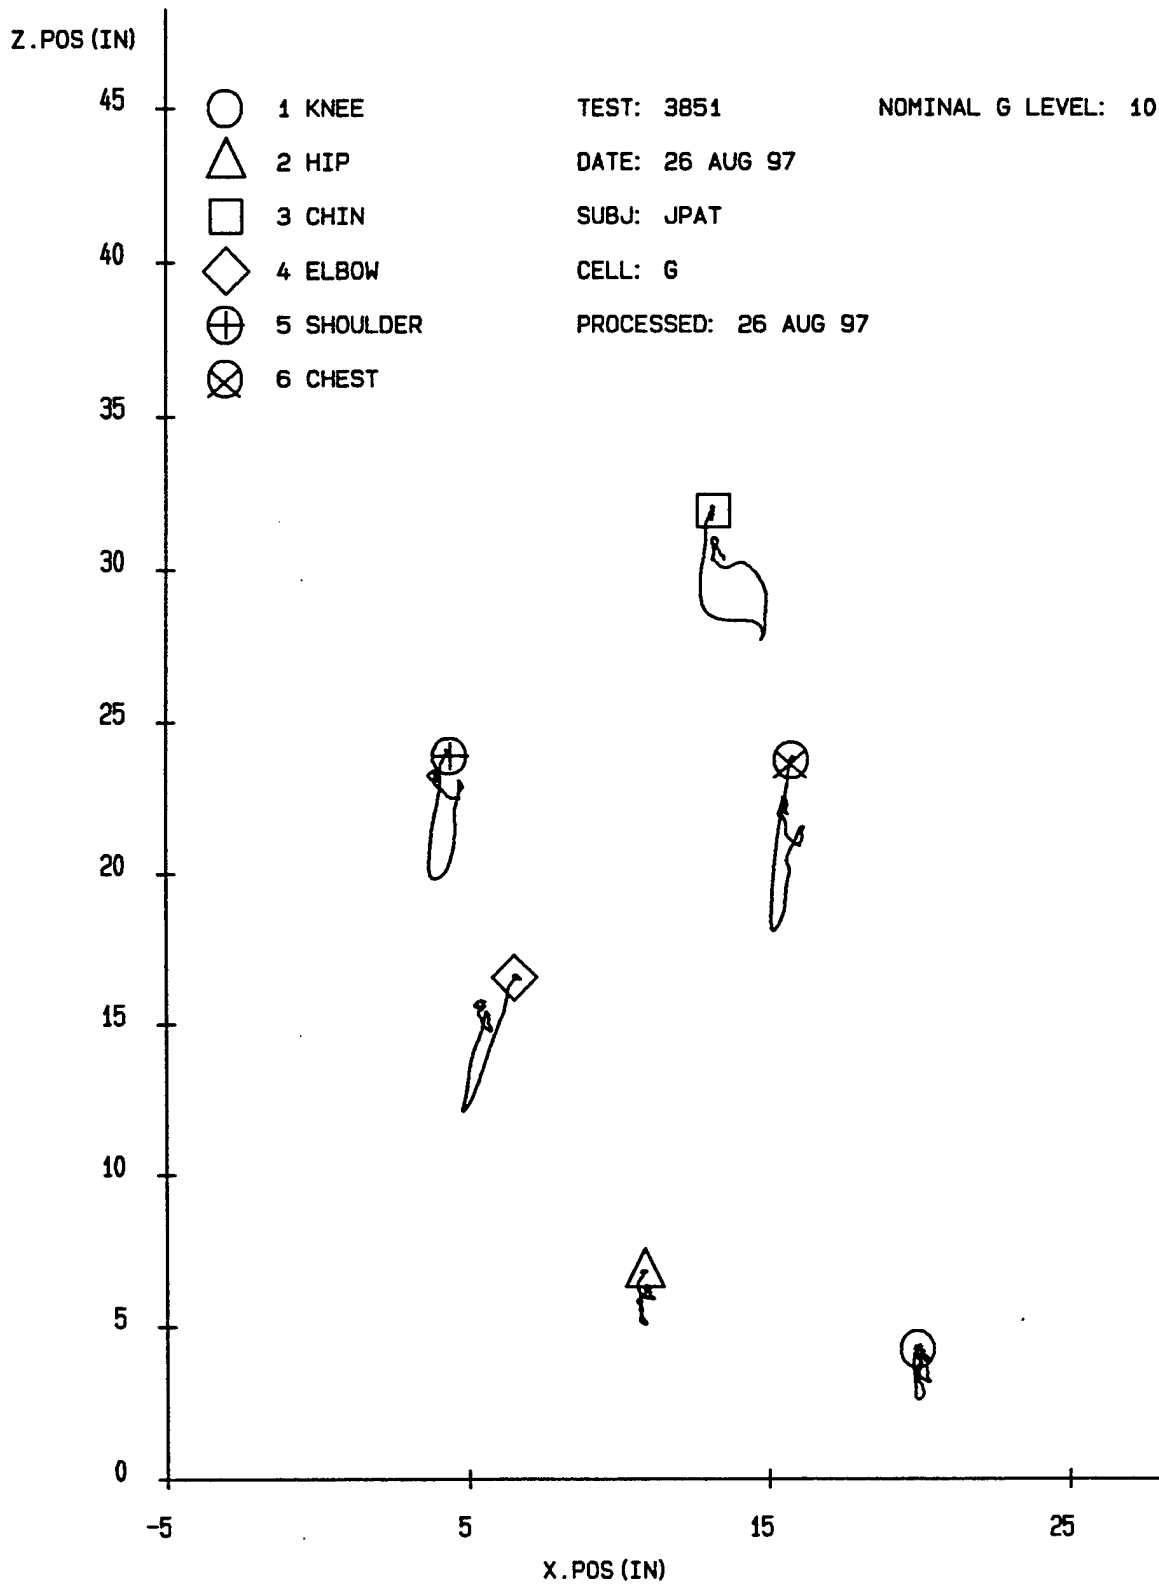 Z.POS(IN)
45
1 KNEE TEST: 3851 NOMINAL G LEVEL: 10
2 HIP DATE: 26 AUG 97
3 CHIN SUBJ: JPAT
40
4 ELBOW CELL: G
5 SHOULDER PROCESSED: 26 AUG 97
6 CHEST
35
30
25
20
15
10
5
0
-5 5 15 25
X.POS(IN)